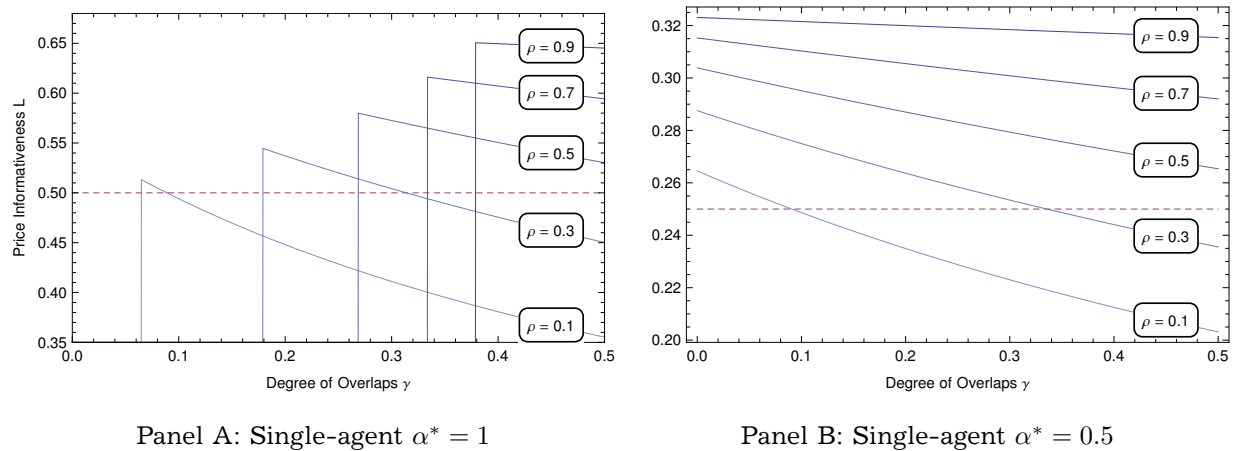 0.65
0.60
0.55
0.50
0.45
0.40
0.35
Price Informativeness L
ρ = 0.9
ρ = 0.7
ρ = 0.5
ρ = 0.3
ρ = 0.1
0.0 0.1 0.2 0.3 0.4 0.5
Degree of Overlaps γ
Panel A: Single-agent α* = 1
0.32
0.30
0.28
0.26
0.24
0.22
0.20
ρ = 0.9
ρ = 0.7
ρ = 0.5
ρ = 0.3
ρ = 0.1
0.0 0.1 0.2 0.3 0.4 0.5
Degree of Overlaps γ
Panel B: Single-agent α* = 0.5